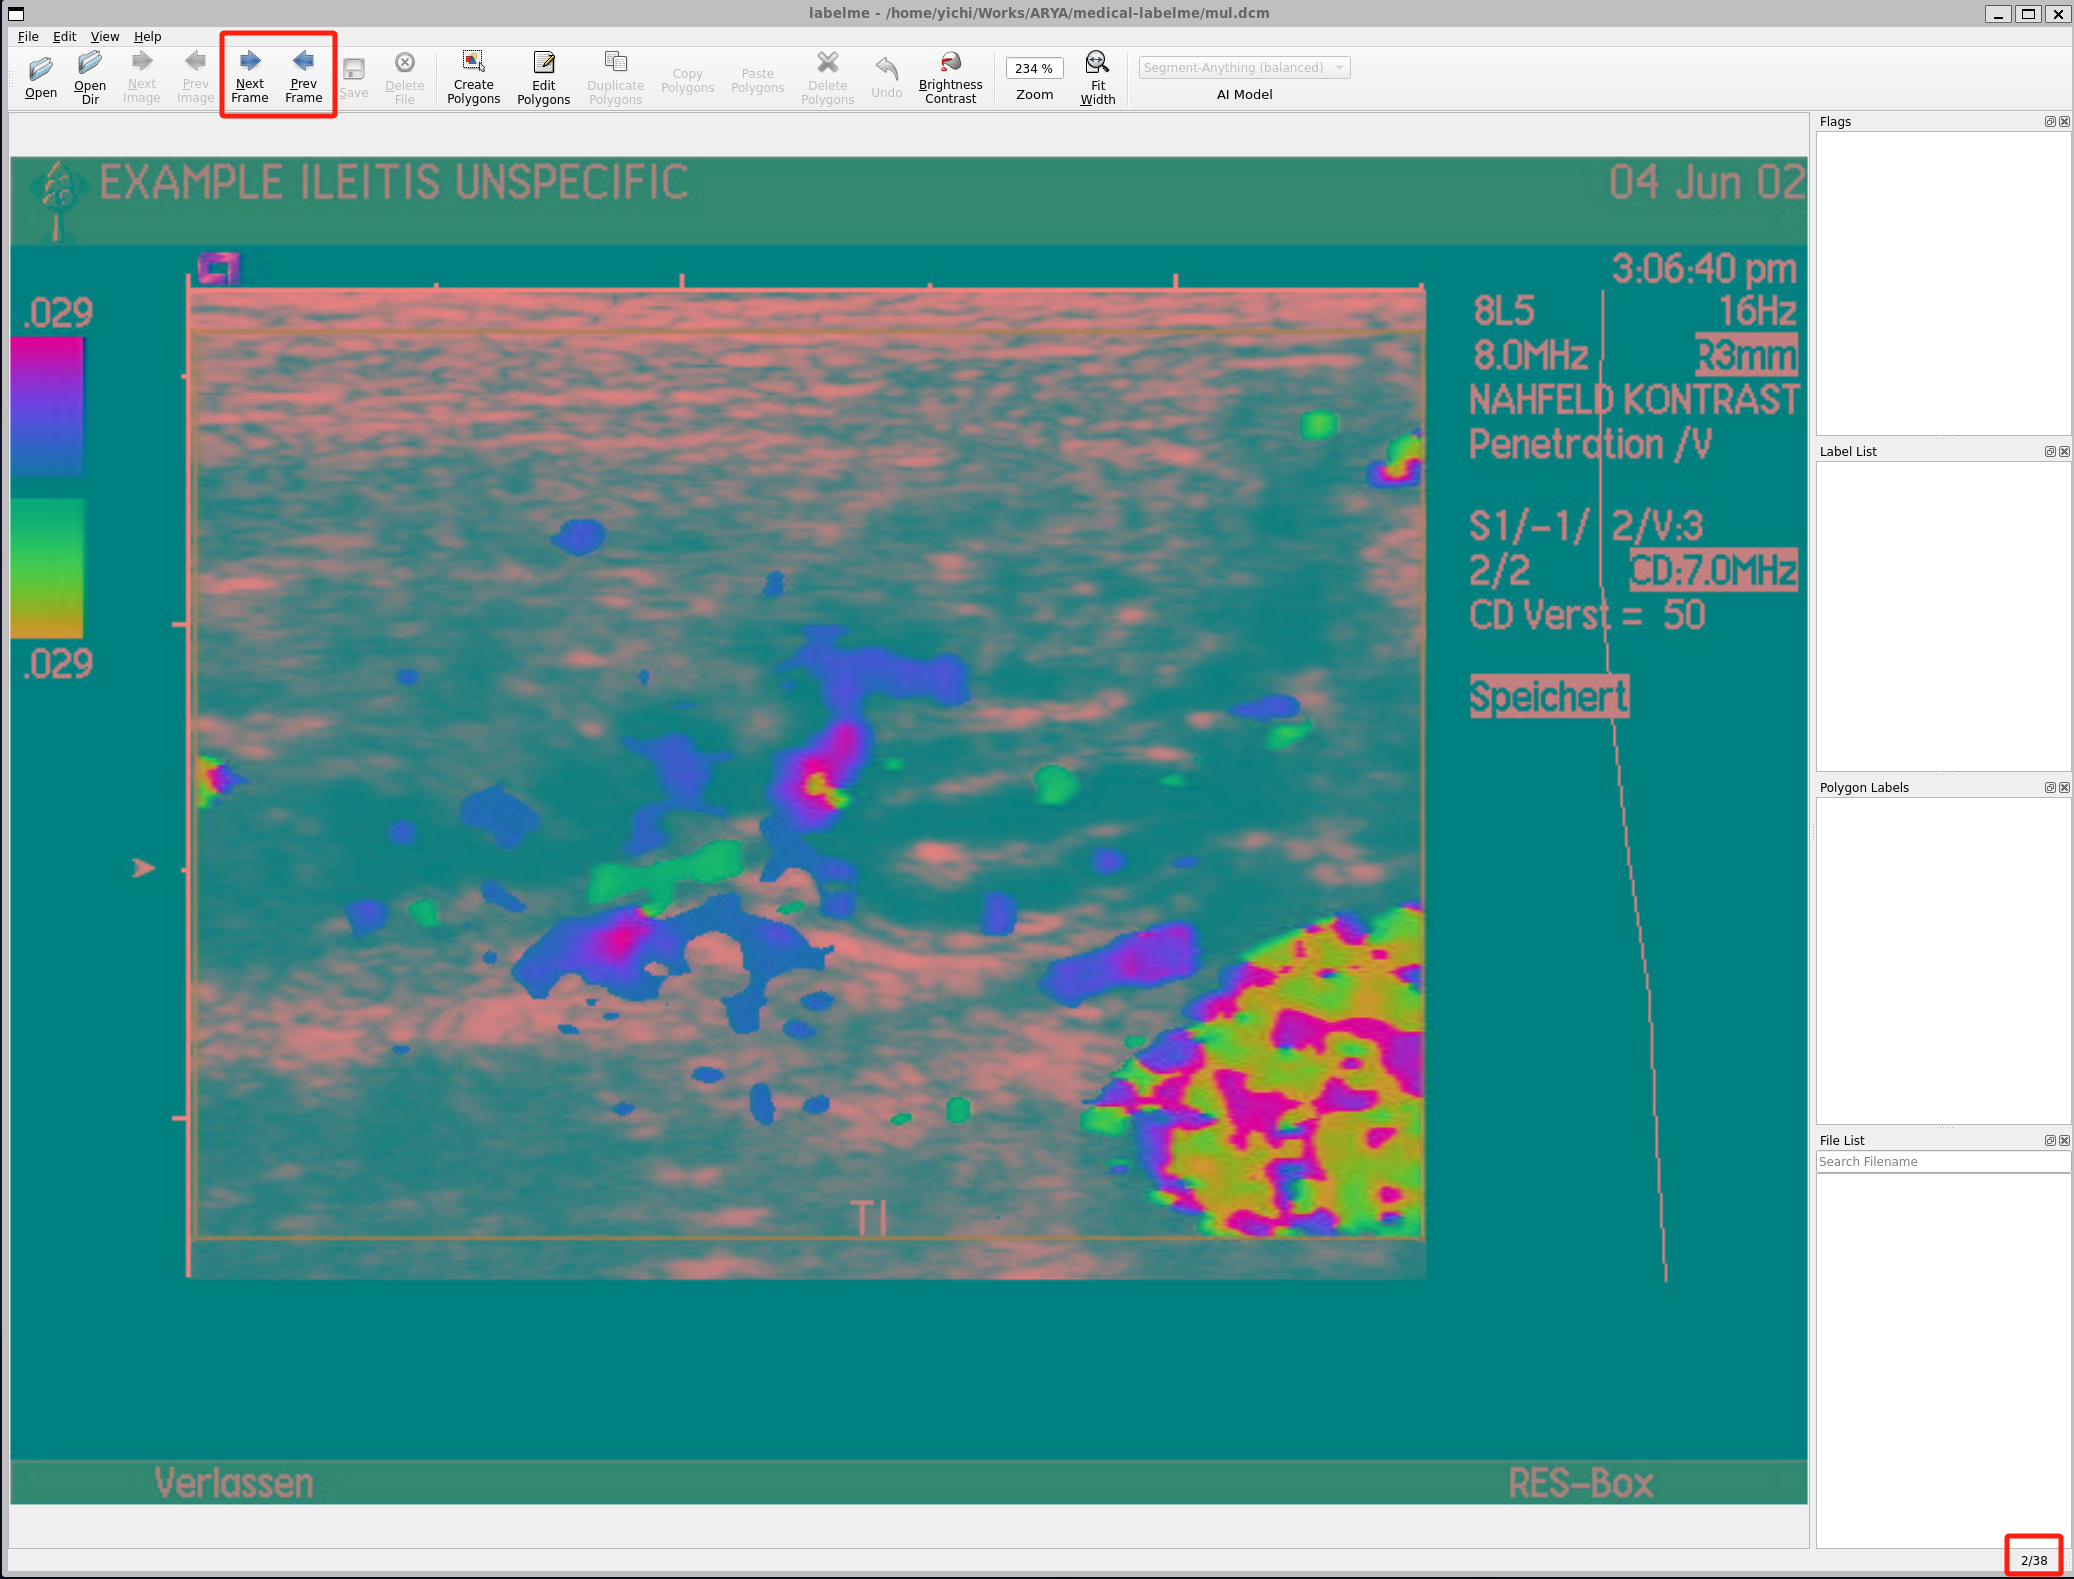 labelme - /home/yichi/Works/ARYA/medical-labelme/mul.dcm
File Edit View Help
Open
Open Dir
Next Image
Prev Image
Next Frame
Prev Frame
Save
Delete File
Create Polygons
Edit Polygons
Duplicate Polygons
Copy Polygons
Paste Polygons
Delete Polygons
Undo
Brightness Contrast
234 %
Zoom
Fit Width
Segment-Anything (balanced)
AI Model
EXAMPLE ILEITIS UNSPECIFIC 04 Jun 02
3:06:40 pm
.029
.029
8L5 16Hz
8.0MHz R3mm
NAHFELD KONTRAST
Penetration /V
S1/-1/ 2/V:3
2/2 CD:7.0MHz
CD Verst = 50
Speichert
TI
Verlassen RES-Box
Flags
Label List
Polygon Labels
File List
Search Filename
2/38